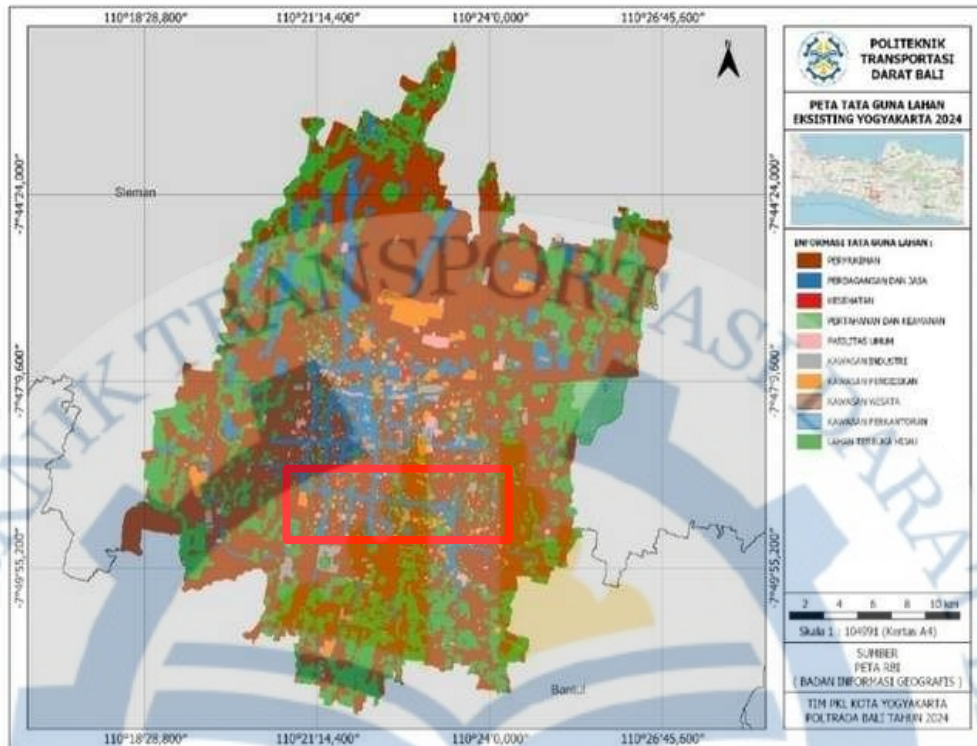 110°18'28,800" 110°21'14,400" 110°24'0,000" 110°26'45,600"
N
Sleman
Bantul
-7°44'24,000" -7°47'9,600" -7°49'55,200"
-7°44'24,000" -7°47'9,600" -7°49'55,200"
110°18'28,800" 110°21'14,400" 110°24'0,000" 110°26'45,600"
POLITEKNIK
TRANSPORTASI
DARAT BALI
PETA TATA GUNA LAHAN
EKSISTING YOGYAKARTA 2024
INFORMASI TATA GUNA LAHAN :
PERMUKIMAN
PERDAGANGAN DAN JASA
KESEHATAN
PERTAHANAN DAN KEAMANAN
FASILITAS UMUM
KAWASAN INDUSTRI
KAWASAN PENDIDIKAN
KAWASAN WISATA
KAWASAN PERKANTORAN
LAHAN TERBUKA HIJAU
2 4 6 8 10 km
Skala 1 : 104991 (Kertas A4)
SUMBER
PETA RBI
( BADAN INFORMASI GEOGRAFIS )
TIM PKL KOTA YOGYAKARTA
POLTRADA BALI TAHUN 2024
NIK TRANSPORTASI DARAT